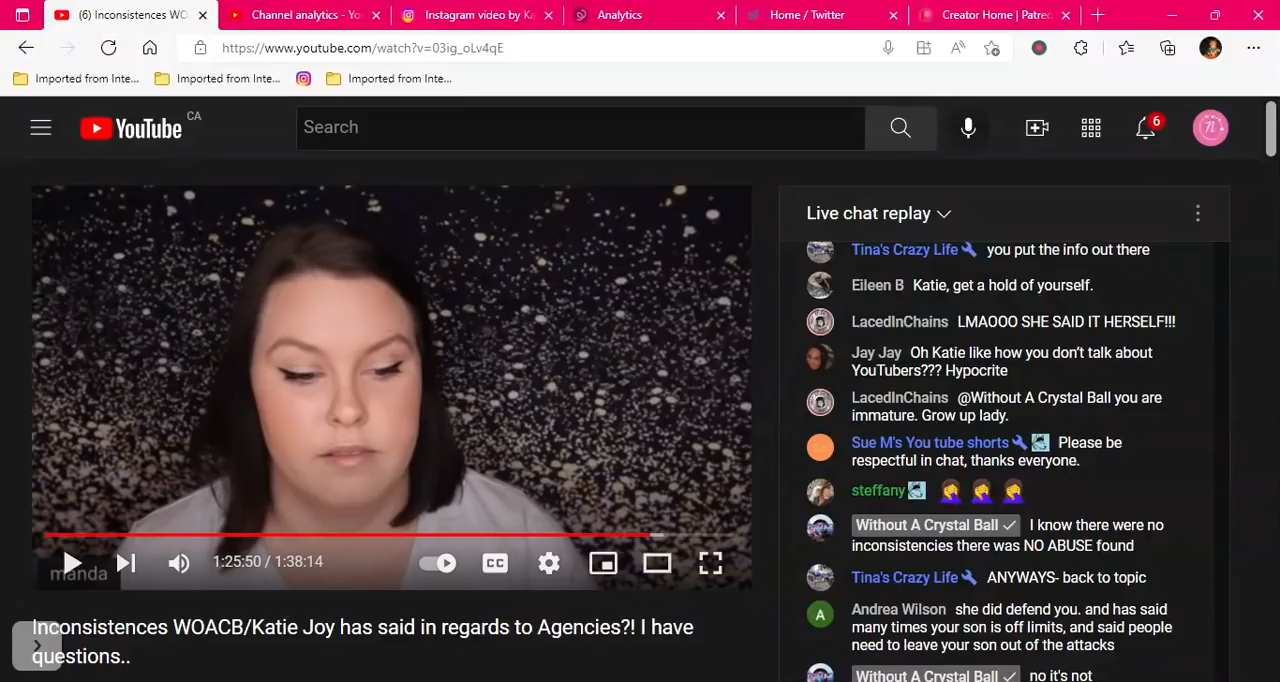 (6) Inconsistences WO
Channel analytics - Yo
Instagram video by Ka
Analytics
Home / Twitter
Creator Home | Patreo
https://www.youtube.com/watch?v=03ig_oLv4qE
Imported from Inte...
Imported from Inte...
Imported from Inte...
YouTube CA
Search
6
Live chat replay
Tina's Crazy Life you put the info out there
Eileen B Katie, get a hold of yourself.
LacedInChains LMAOOO SHE SAID IT HERSELF!!!
Jay Jay Oh Katie like how you don't talk about
YouTubers??? Hypocrite
LacedInChains @Without A Crystal Ball you are
immature. Grow up lady.
Sue M's You tube shorts Please be
respectful in chat, thanks everyone.
steffany
Without A Crystal Ball I know there were no
inconsistencies there was NO ABUSE found
Tina's Crazy Life ANYWAYS- back to topic
A
Andrea Wilson she did defend you. and has said
many times your son is off limits, and said people
need to leave your son out of the attacks
Without A Crystal Ball no it's not
1:25:50 / 1:38:14
CC
manda
Inconsistences WOACB/Katie Joy has said in regards to Agencies?! I have
questions..